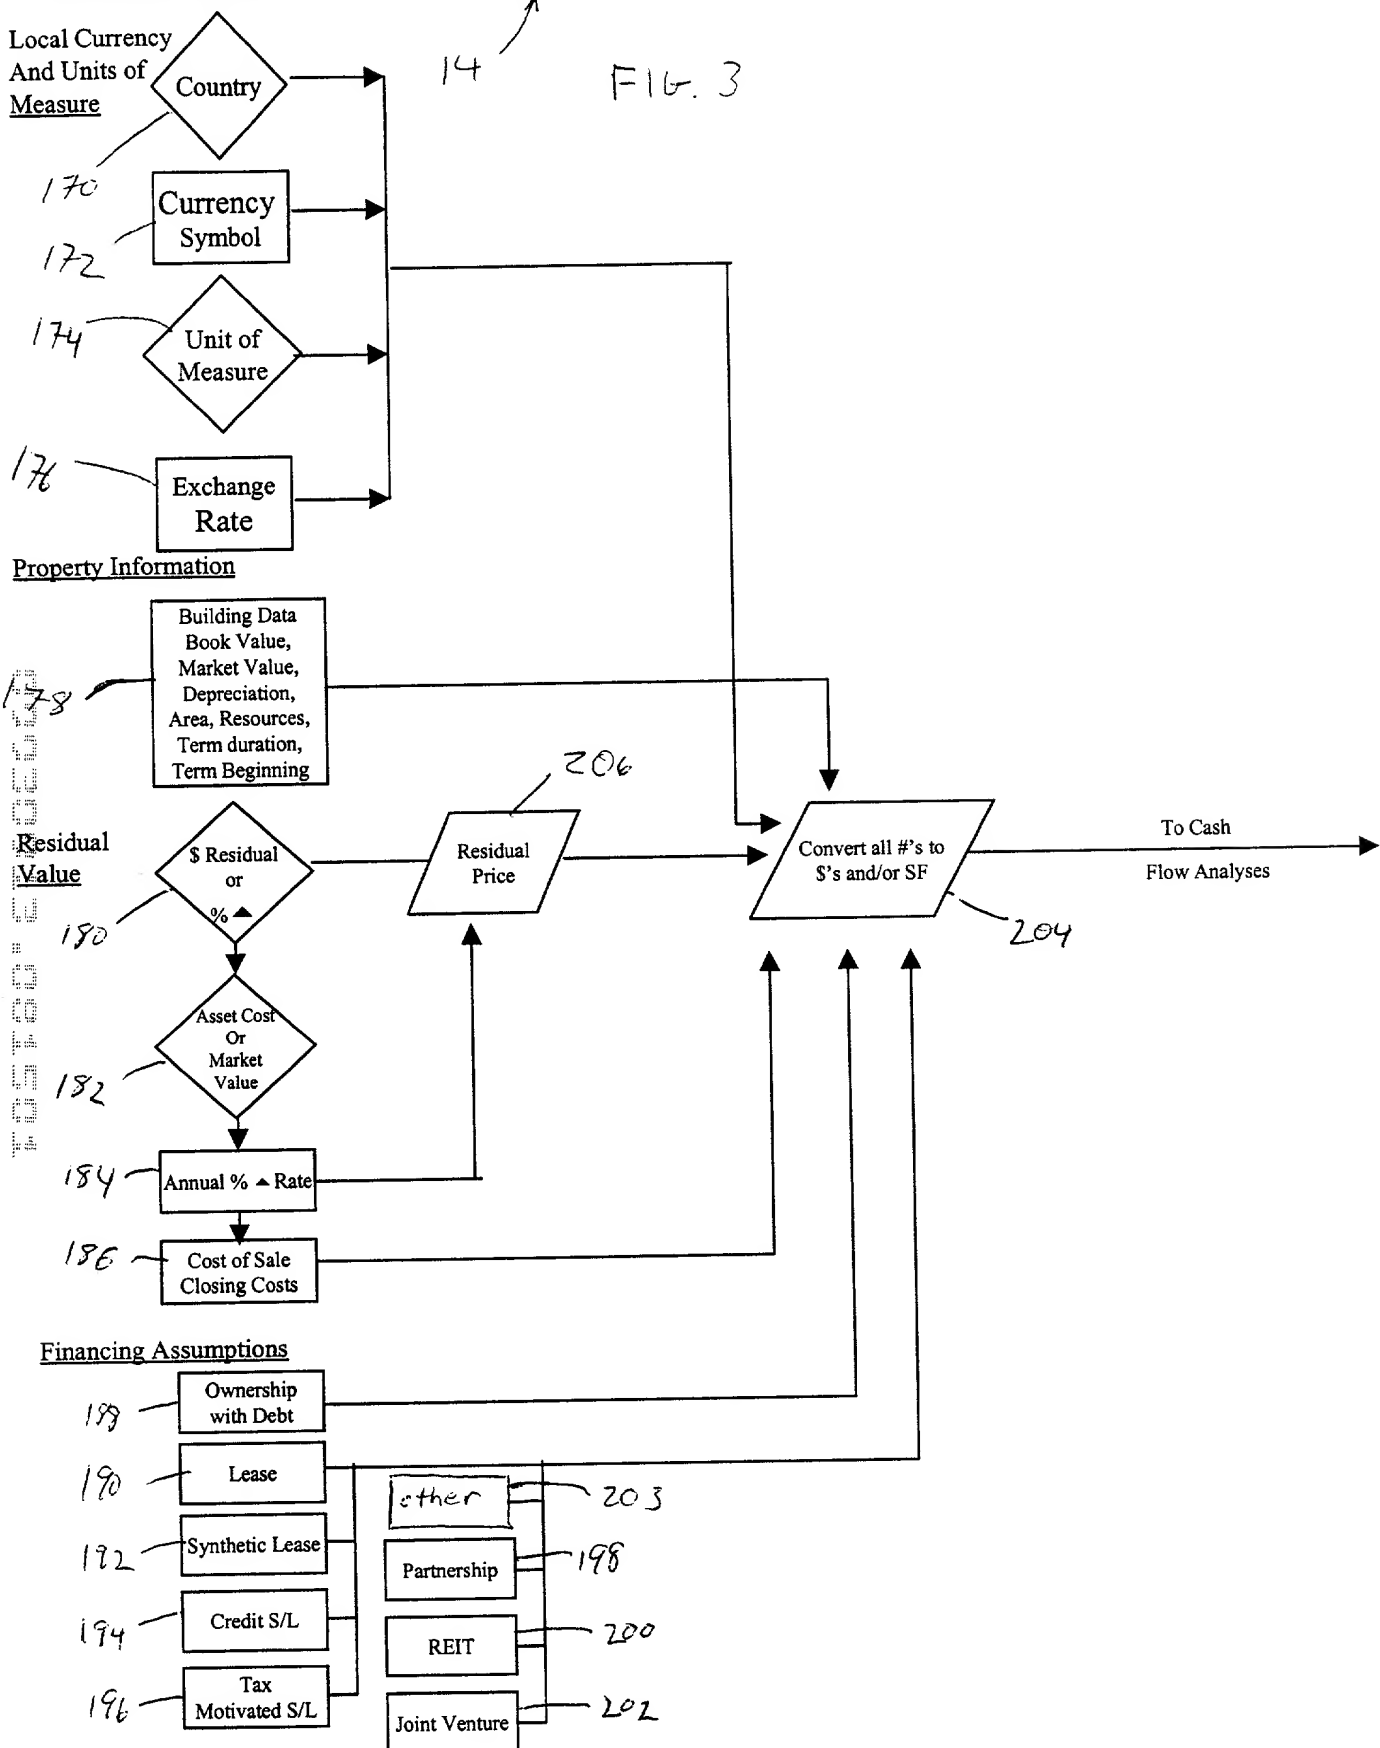 Local Currency
And Units of
Measure
14
FIG. 3
Country
170
Currency
Symbol
172
174
Unit of
Measure
176
Exchange
Rate
Property Information
Building Data
Book Value,
Market Value,
Depreciation,
Area, Resources,
Term duration,
Term Beginning
178
206
Residual
Value
$ Residual
or
% ▲
180
Residual
Price
Convert all #'s to
$'s and/or SF
204
To Cash
Flow Analyses
Asset Cost
Or
Market
Value
182
184
Annual % ▲ Rate
186
Cost of Sale
Closing Costs
Financing Assumptions
188
Ownership
with Debt
190
Lease
other
203
192
Synthetic Lease
Partnership
198
194
Credit S/L
REIT
200
196
Tax
Motivated S/L
Joint Venture
202